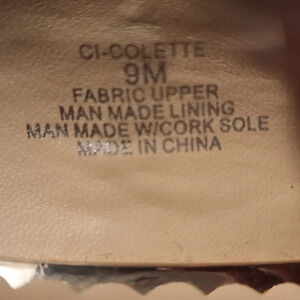 CI-COLETTE
9M
FABRIC UPPER
MAN MADE LINING
MAN MADE W/CORK SOLE
MADE IN CHINA